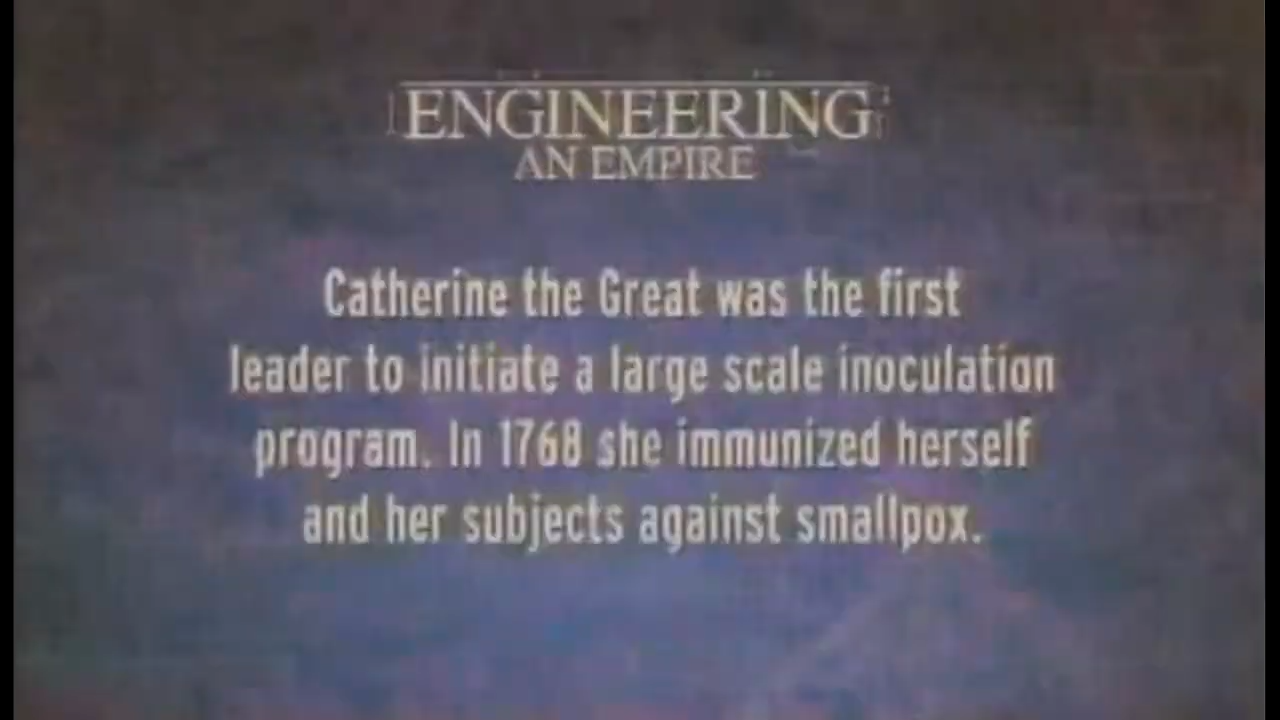 ENGINEERING
AN EMPIRE
Catherine the Great was the first
leader to initiate a large scale inoculation
program. In 1768 she immunized herself
and her subjects against smallpox.